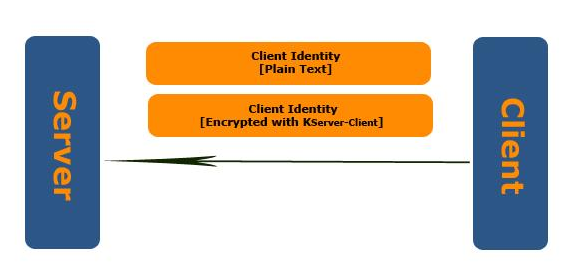 Server
Client Identity
[Plain Text]
Client Identity
[Encrypted with KServer-Client]
Client